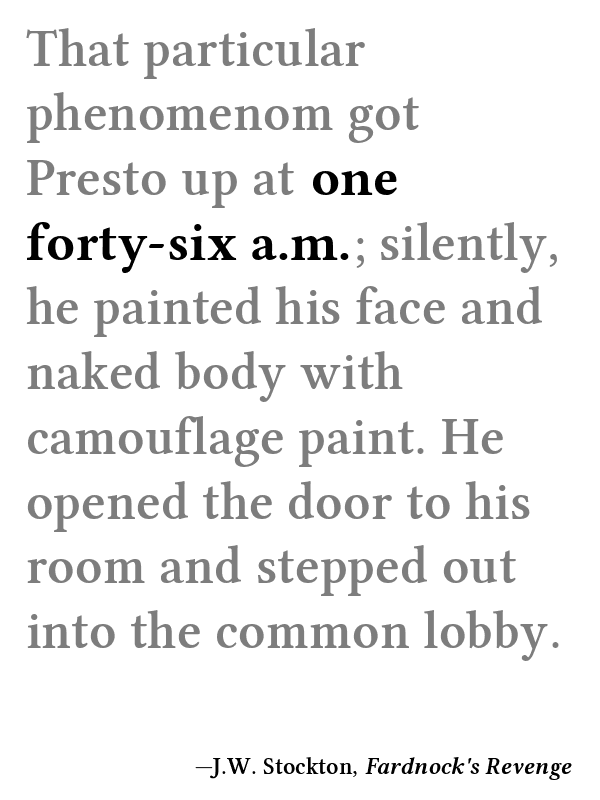 That particular
phenomenom got
Presto up at one
forty-six a.m.; silently,
he painted his face and
naked body with
camouflage paint. He
opened the door to his
room and stepped out
into the common lobby.
—J.W. Stockton, Fardnock's Revenge